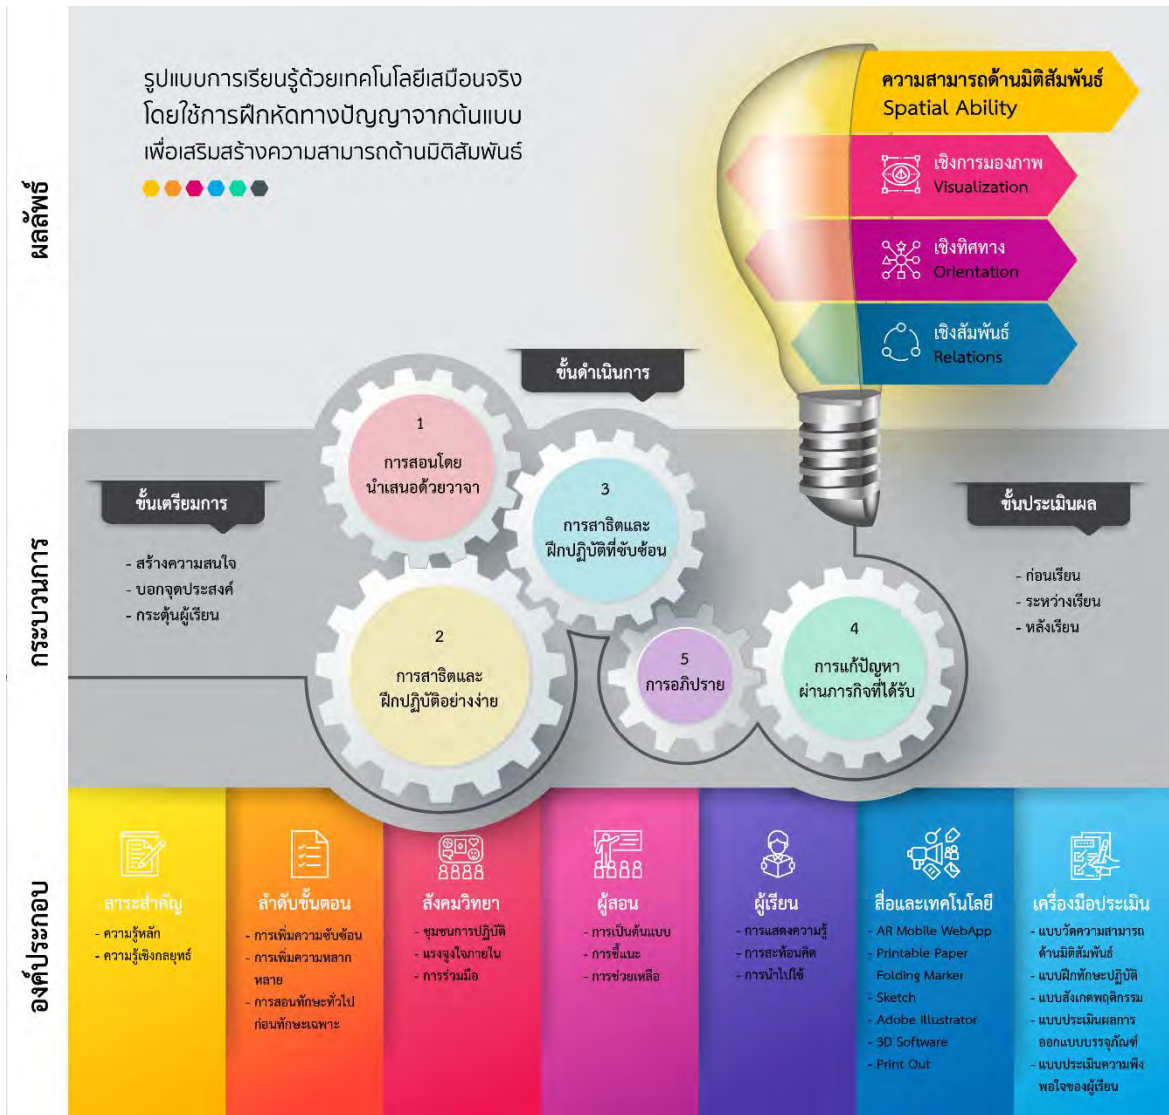 รูปแบบการเรียนรู้ด้วยเทคโนโลยีเสมือนจริง
โดยใช้การฝึกหัดทางปัญญาจากต้นแบบ
เพื่อเสริมสร้างความสามารถด้านมิติสัมพันธ์
ผลลัพธ์
ความสามารถด้านมิติสัมพันธ์
Spatial Ability
เชิงการมองภาพ
Visualization
เชิงทิศทาง
Orientation
เชิงสัมพันธ์
Relations
กระบวนการ
ขั้นเตรียมการ
- สร้างความสนใจ
- บอกจุดประสงค์
- กระตุ้นผู้เรียน
ขั้นดำเนินการ
1
การสอนโดย
นำเสนอด้วยวาจา
2
การสาธิตและ
ฝึกปฏิบัติอย่างง่าย
3
การสาธิตและ
ฝึกปฏิบัติที่ซับซ้อน
5
การอภิปราย
4
การแก้ปัญหา
ผ่านภารกิจที่ได้รับ
ขั้นประเมินผล
- ก่อนเรียน
- ระหว่างเรียน
- หลังเรียน
องค์ประกอบ
สาระสำคัญ
- ความรู้หลัก
- ความรู้เชิงกลยุทธ์
ลำดับขั้นตอน
- การเพิ่มความซับซ้อน
- การเพิ่มความหลาก
หลาย
- การสอนทักษะทั่วไป
ก่อนทักษะเฉพาะ
สังคมวิทยา
- ชุมชนการปฏิบัติ
- แรงจูงใจภายใน
- การร่วมมือ
ผู้สอน
- การเป็นต้นแบบ
- การชี้แนะ
- การช่วยเหลือ
ผู้เรียน
- การแสดงความรู้
- การสะท้อนคิด
- การนำไปใช้
สื่อและเทคโนโลยี
- AR Mobile WebApp
- Printable Paper
Folding Marker
- Sketch
- Adobe Illustrator
- 3D Software
- Print Out
เครื่องมือประเมิน
- แบบวัดความสามารถ
ด้านมิติสัมพันธ์
- แบบฝึกทักษะปฏิบัติ
- แบบสังเกตพฤติกรรม
- แบบประเมินผลการ
ออกแบบบรรจุภัณฑ์
- แบบประเมินความพึง
พอใจของผู้เรียน